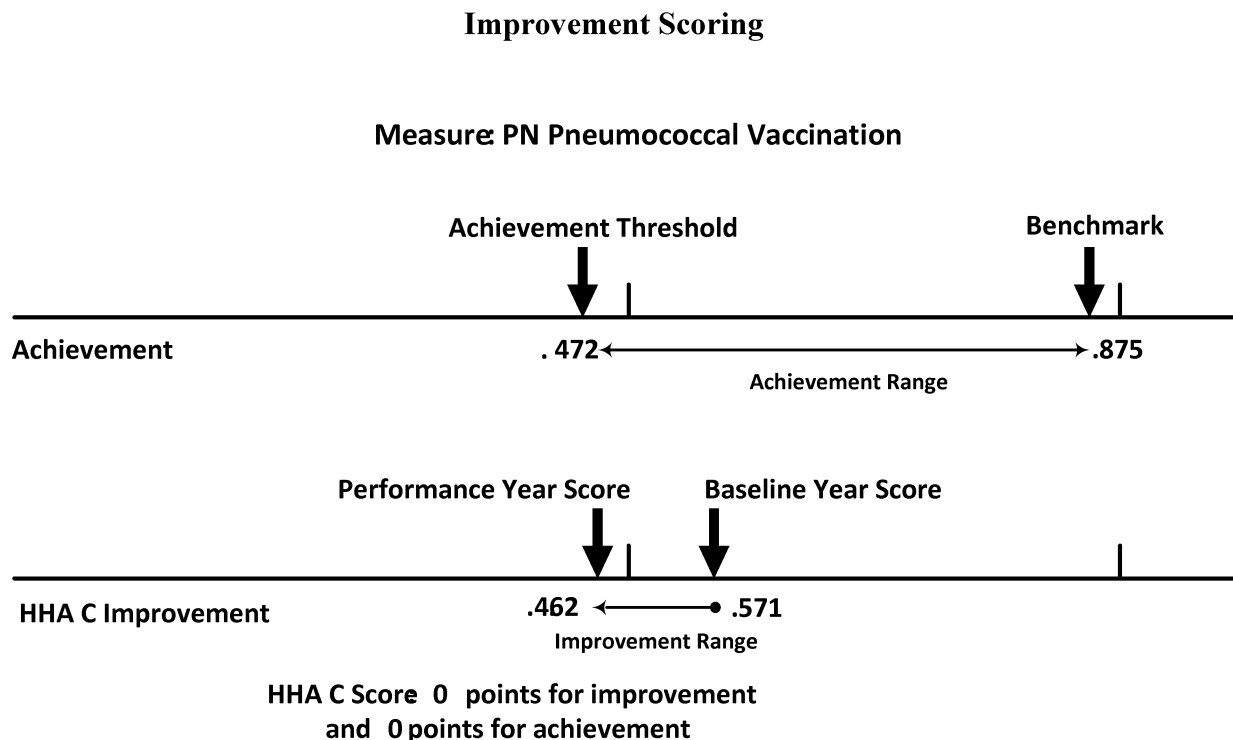 Improvement Scoring
Measure: PN Pneumococcal Vaccination
Achievement Threshold
Benchmark
Achievement
. 472
.875
Achievement Range
Performance Year Score
Baseline Year Score
HHA C Improvement
.462
.571
Improvement Range
HHA C Score: 0 points for improvement
and 0 points for achievement